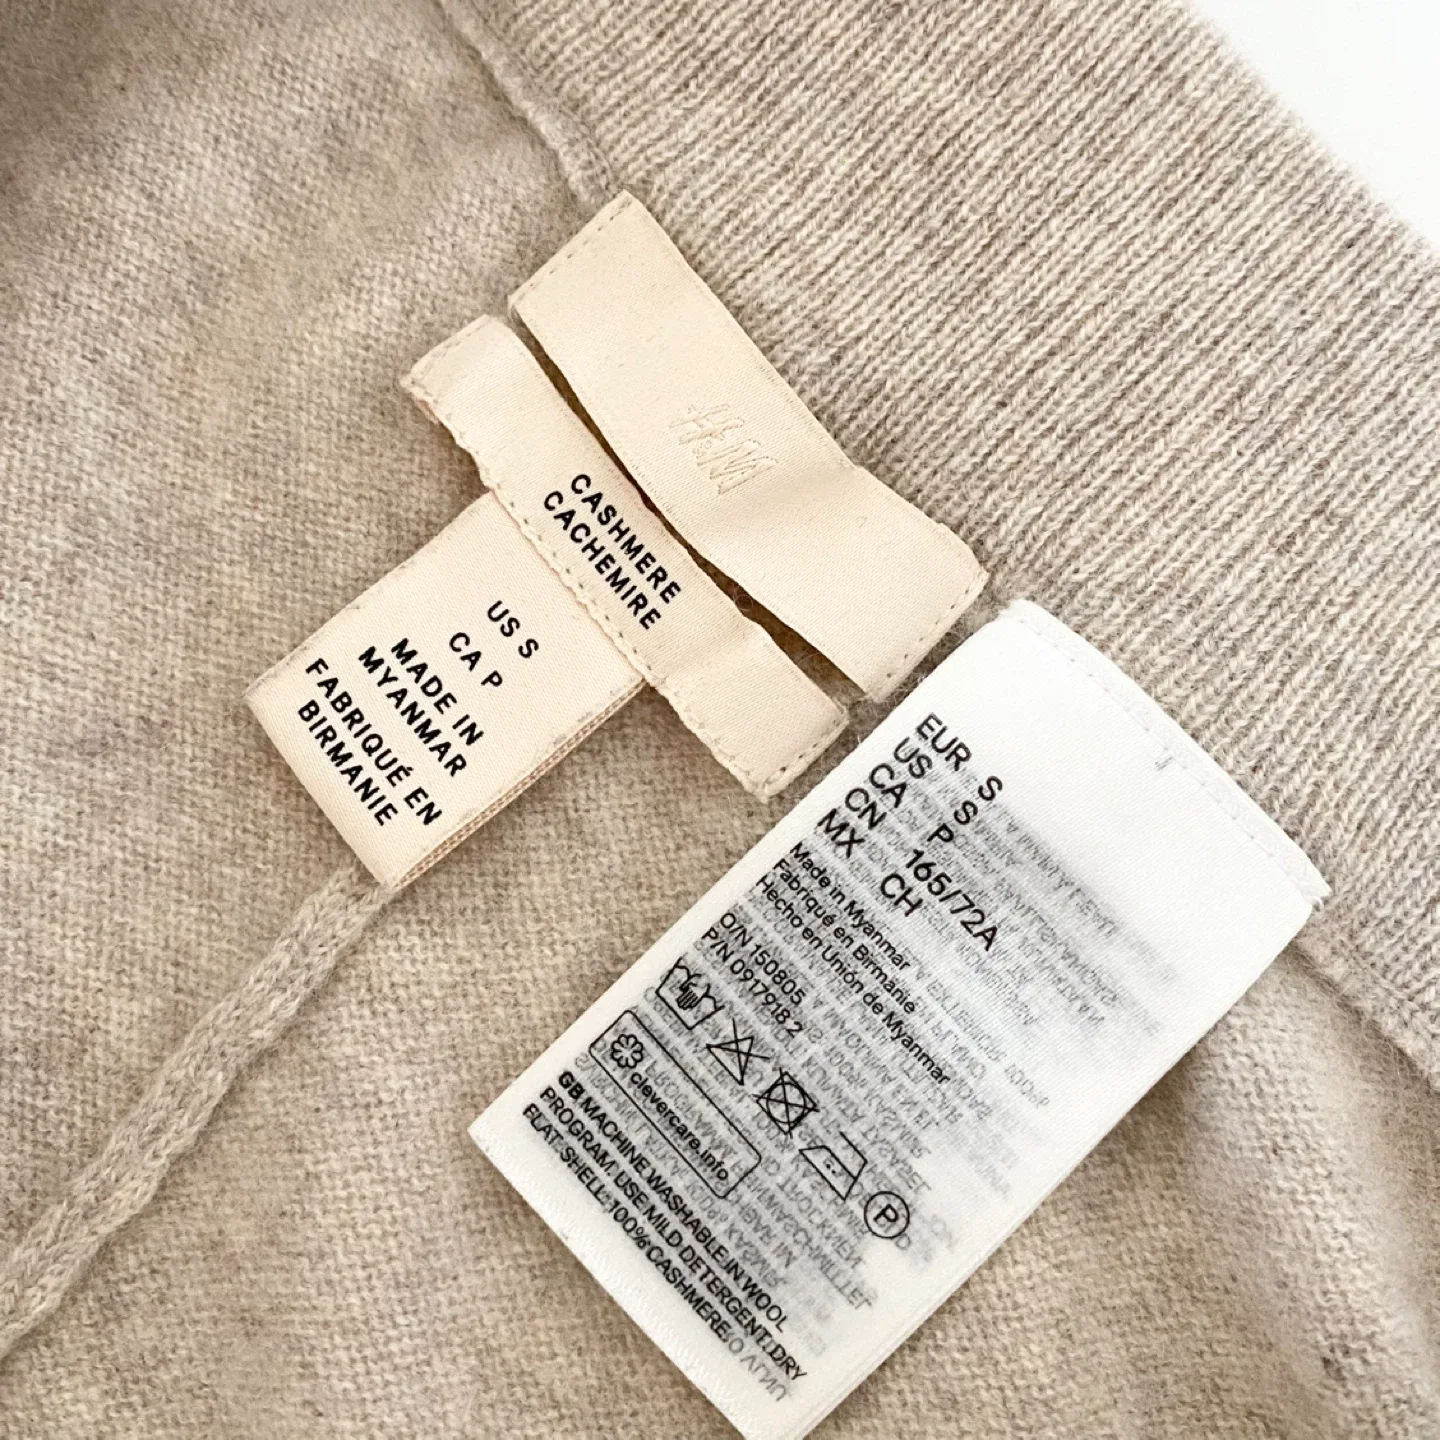 H&M
CASHMERE
CACHEMIRE
US S
CA P
MADE IN
MYANMAR
FABRIQUÉ EN
BIRMANIE
EUR S
US S
CA P
CN 165/72A
MX CH
Made in Myanmar
Fabriqué en Birmanie
Hecho en Unión de Myanmar
O/N 150805
P/N 0917918 2
P
clevercare.info
GB MACHINE WASHABLE IN WOOL
PROGRAM. USE MILD DETERGENT. DRY
FLAT. SHELL: 100% CASHMERE